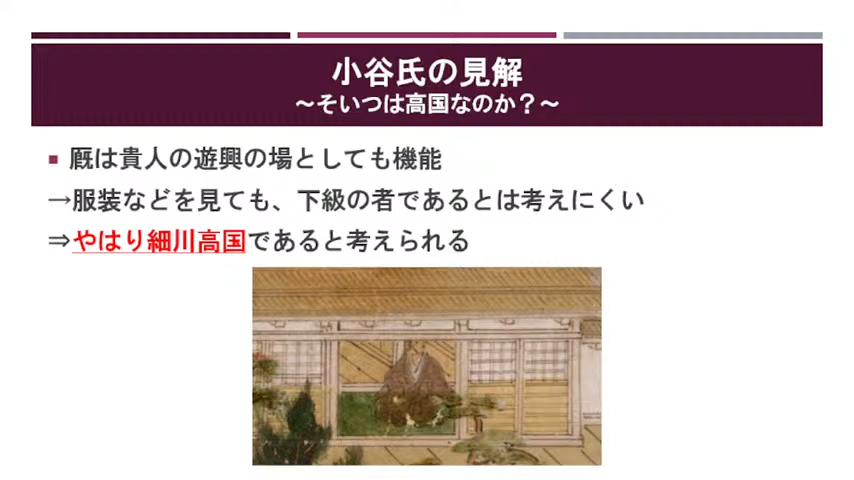 小谷氏の見解
～そいつは高国なのか？～
■ 厩は貴人の遊興の場としても機能
→服装などを見ても、下級の者であるとは考えにくい
⇒やはり細川高国であると考えられる